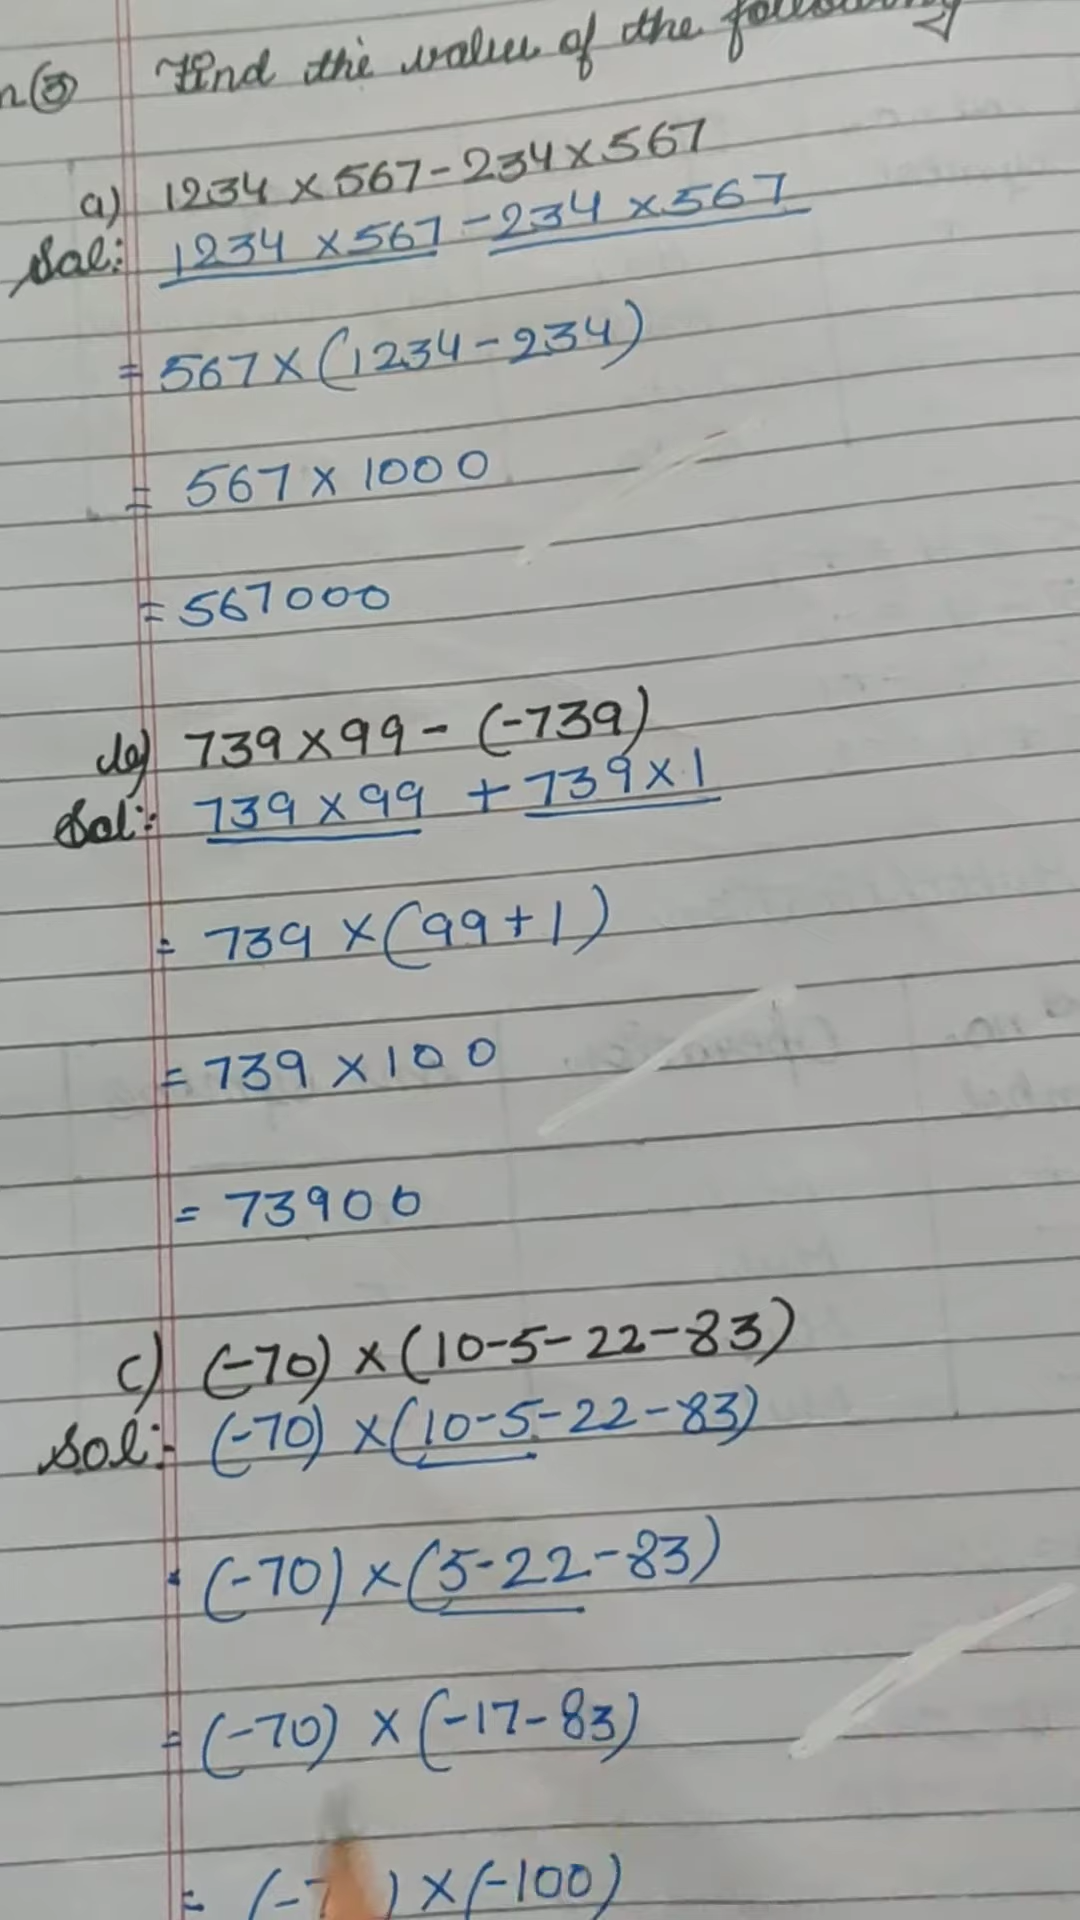 n(3) Find the value of the following
a) 1234 × 567 - 234 × 567
Sol: 1234 × 567 - 234 × 567
= 567 × (1234 - 234)
= 567 × 1000
= 567000
b) 739 × 99 - (-739)
Sol: 739 × 99 + 739 × 1
= 739 × (99 + 1)
= 739 × 100
= 73900
c) (-70) × (10 - 5 - 22 - 83)
Sol:- (-70) × (10 - 5 - 22 - 83)
(-70) × (5 - 22 - 83)
= (-70) × (-17 - 83)
= (-7 ) × (-100)